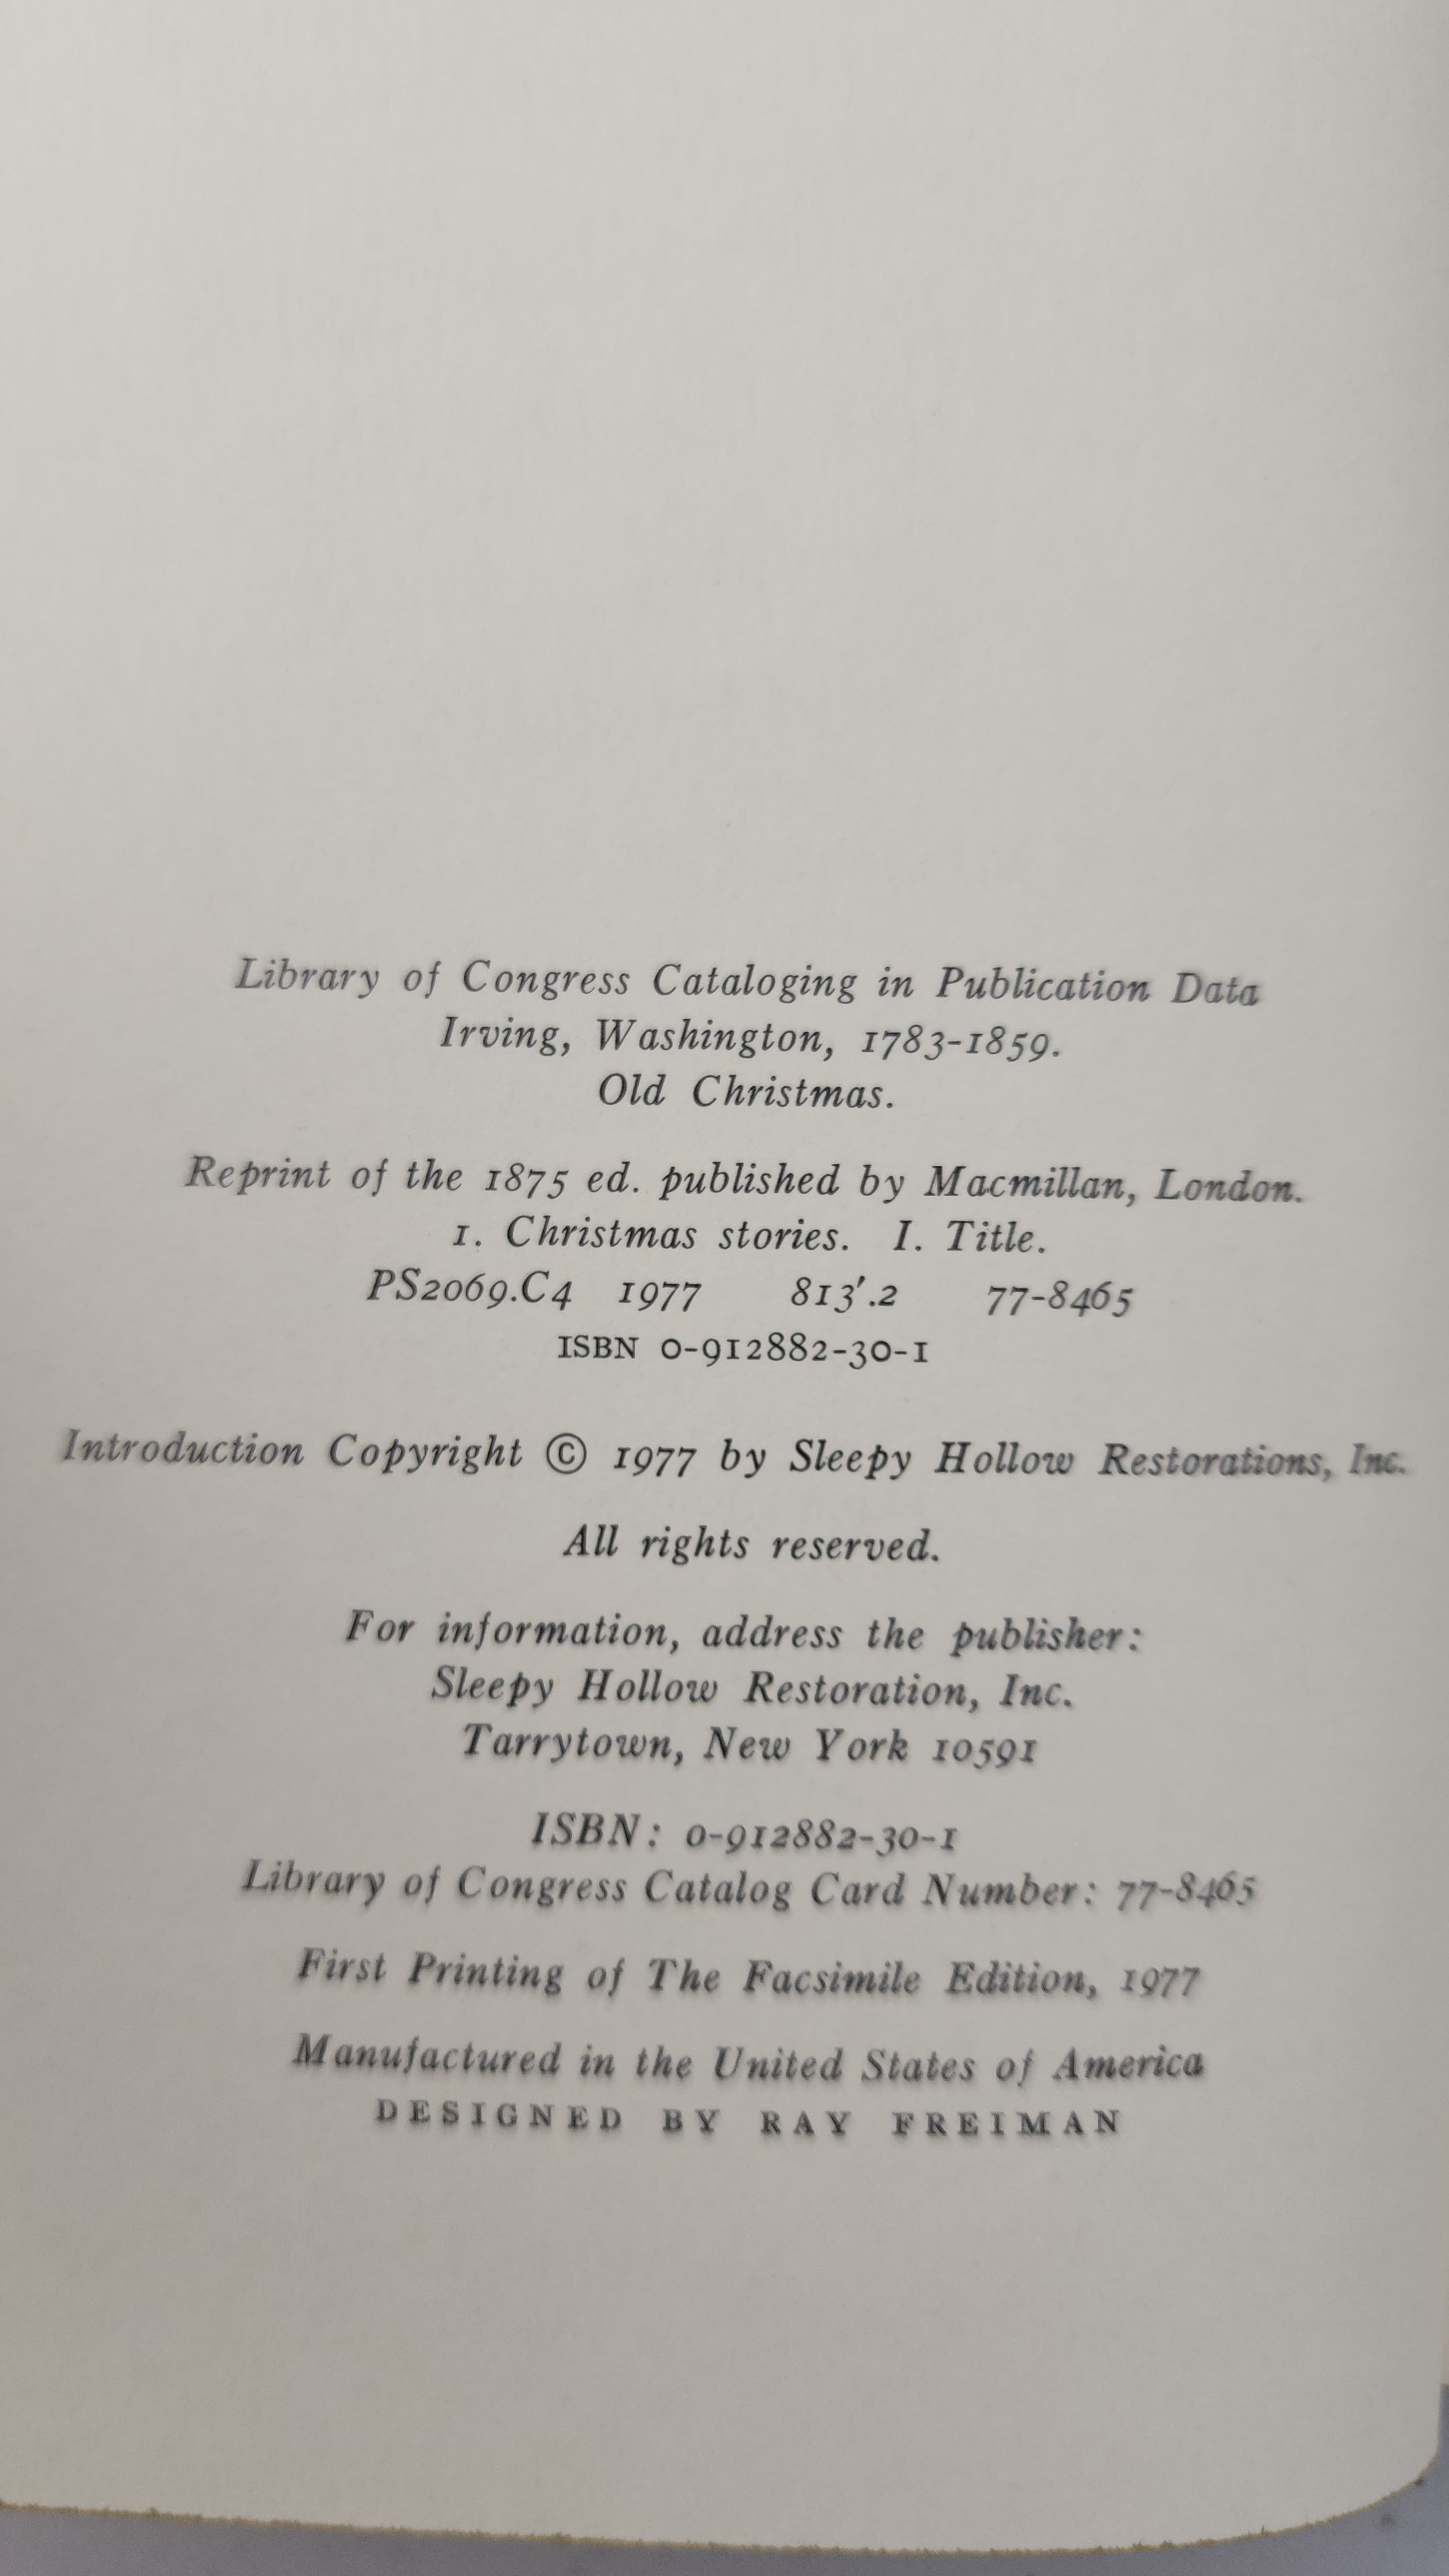 Library of Congress Cataloging in Publication Data
Irving, Washington, 1783-1859.
Old Christmas.
Reprint of the 1875 ed. published by Macmillan, London.
1. Christmas stories. I. Title.
PS2069.C4 1977 813'.2 77-8465
ISBN 0-912882-30-1
Introduction Copyright © 1977 by Sleepy Hollow Restorations, Inc.
All rights reserved.
For information, address the publisher:
Sleepy Hollow Restoration, Inc.
Tarrytown, New York 10591
ISBN: 0-912882-30-1
Library of Congress Catalog Card Number: 77-8465
First Printing of The Facsimile Edition, 1977
Manufactured in the United States of America
DESIGNED BY RAY FREIMAN